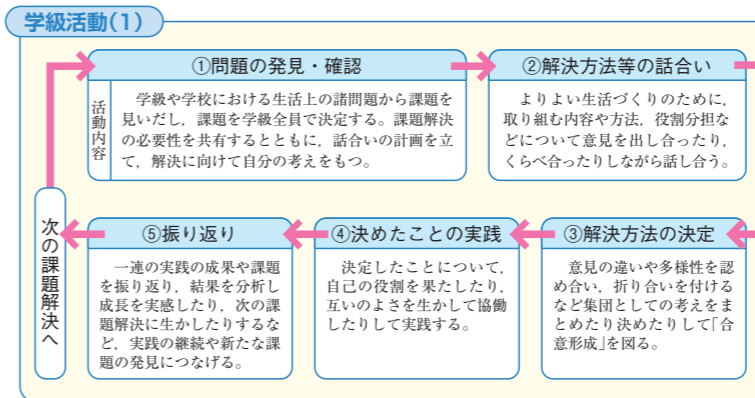 学級活動(1)
①問題の発見・確認
活動内容
学級や学校における生活上の諸問題から課題を
見いだし，課題を学級全員で決定する。課題解決
の必要性を共有するとともに，話合いの計画を立
て，解決に向けて自分の考えをもつ。
②解決方法等の話合い
よりよい生活づくりのために，
取り組む内容や方法，役割分担な
どについて意見を出し合ったり，
くらべ合ったりしながら話し合う。
③解決方法の決定
意見の違いや多様性を認
め合い，折り合いを付ける
など集団としての考えをま
とめたり決めたりして「合
意形成」を図る。
④決めたことの実践
決定したことについて，
自己の役割を果たしたり，
互いのよさを生かして協働
したりして実践する。
⑤振り返り
一連の実践の成果や課題
を振り返り，結果を分析し
成長を実感したり，次の課
題解決に生かしたりするな
ど，実践の継続や新たな課
題の発見につなげる。
次の課題解決へ